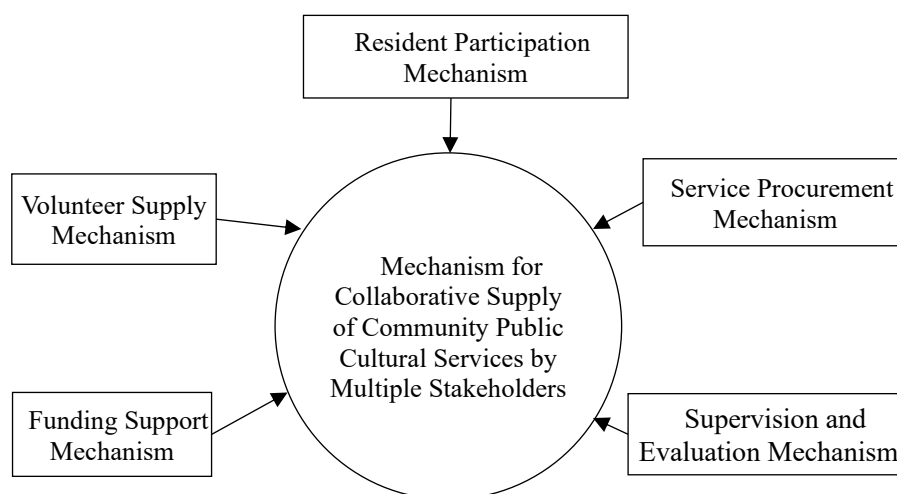 Resident Participation
Mechanism
Volunteer Supply
Mechanism
Service Procurement
Mechanism
Mechanism for
Collaborative Supply
of Community Public
Cultural Services by
Multiple Stakeholders
Funding Support
Mechanism
Supervision and
Evaluation Mechanism